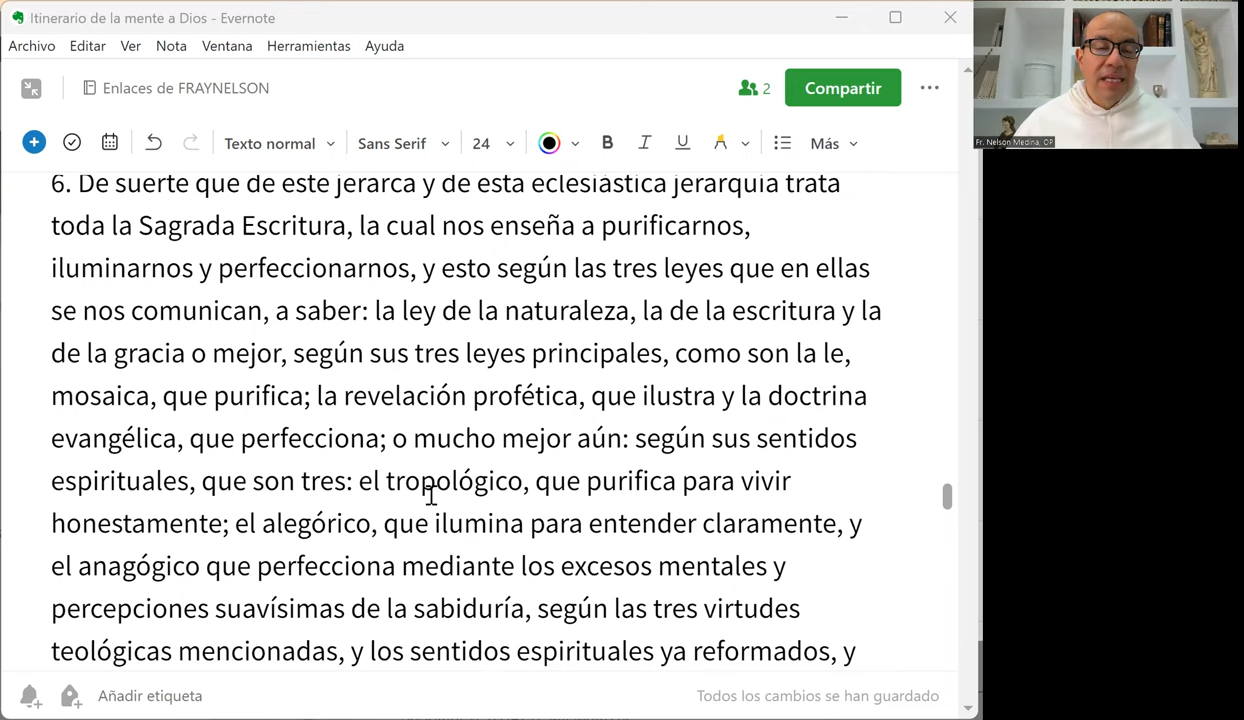 Itinerario de la mente a Dios - Evernote
Archivo Editar Ver Nota Ventana Herramientas Ayuda
Enlaces de FRAYNELSON
2
Compartir
Texto normal
Sans Serif
24
B I U A
Más
6. De suerte que de este jerarca y de esta eclesiástica jerarquía trata
toda la Sagrada Escritura, la cual nos enseña a purificarnos,
iluminarnos y perfeccionarnos, y esto según las tres leyes que en ellas
se nos comunican, a saber: la ley de la naturaleza, la de la escritura y la
de la gracia o mejor, según sus tres leyes principales, como son la le,
mosaica, que purifica; la revelación profética, que ilustra y la doctrina
evangélica, que perfecciona; o mucho mejor aún: según sus sentidos
espirituales, que son tres: el tropológico, que purifica para vivir
honestamente; el alegórico, que ilumina para entender claramente, y
el anagógico que perfecciona mediante los excesos mentales y
percepciones suavísimas de la sabiduría, según las tres virtudes
teológicas mencionadas, y los sentidos espirituales ya reformados, y
Añadir etiqueta
Todos los cambios se han guardado
Fr. Nelson Medina, OP